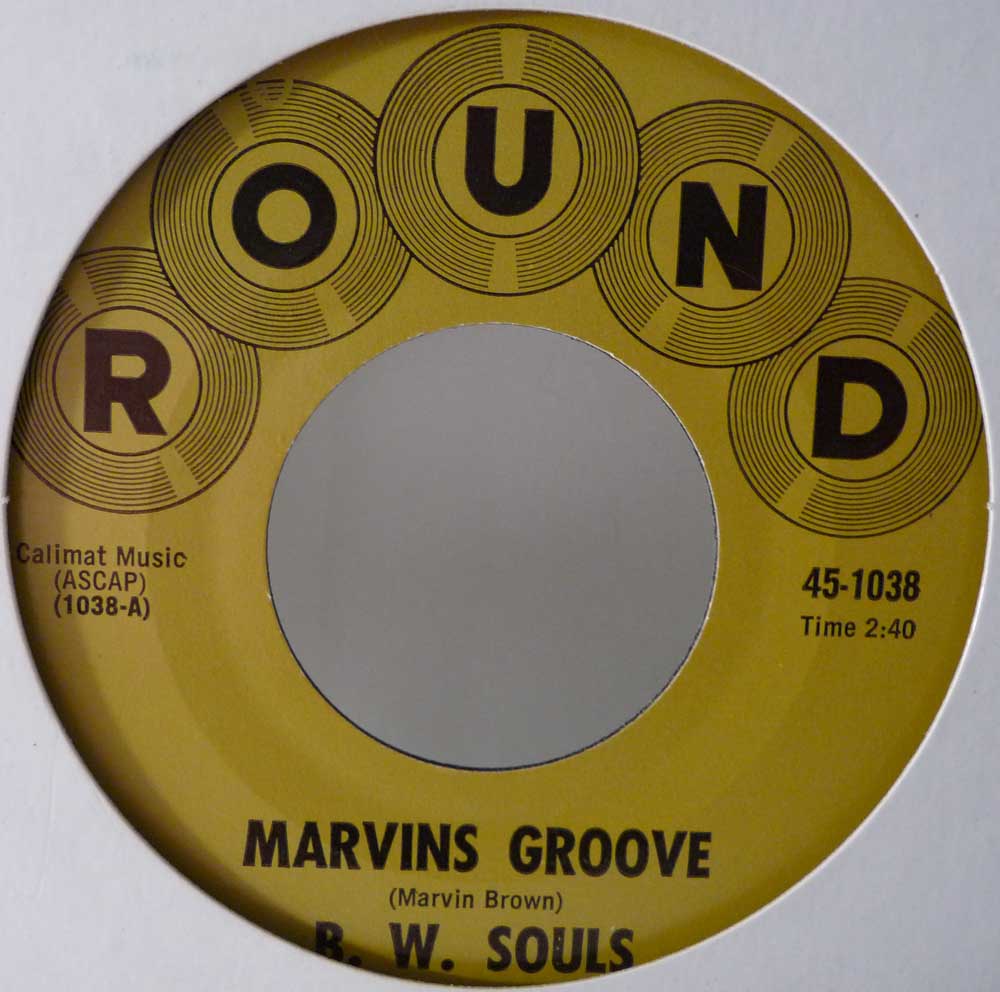 ROUND
Calimat Music
(ASCAP)
(1038-A)
45-1038
Time 2:40
MARVINS GROOVE
(Marvin Brown)
B. W. SOULS